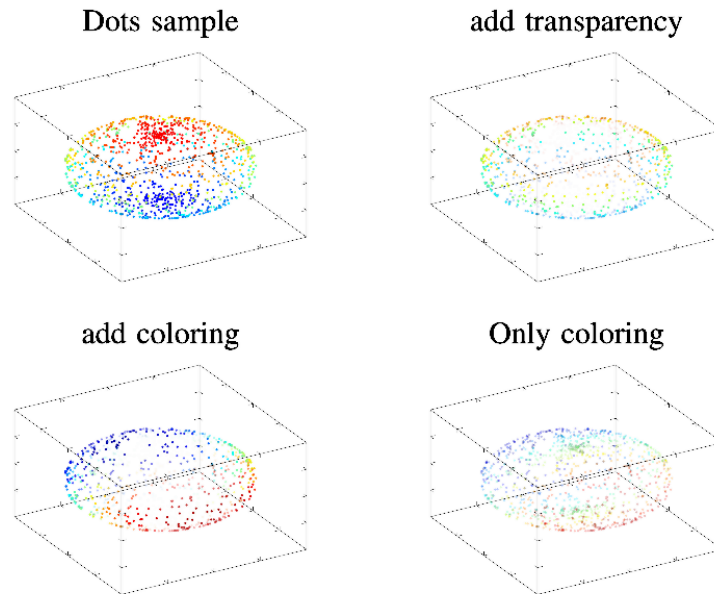 Dots sample
add transparency
add coloring
Only coloring